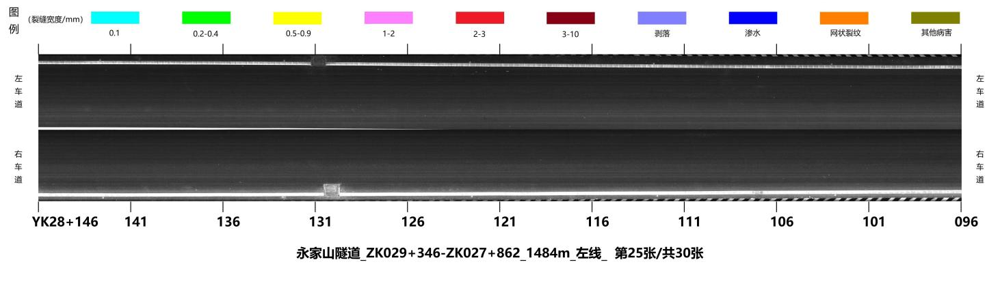 图例
(裂缝宽度/mm)
0.1 0.2-0.4 0.5-0.9 1-2 2-3 3-10 剥落 渗水 网状裂纹 其他病害
左车道 左车道
右车道 右车道
YK28+146 141 136 131 126 121 116 111 106 101 096
永家山隧道_ZK029+346-ZK027+862_1484m_左线_ 第25张/共30张